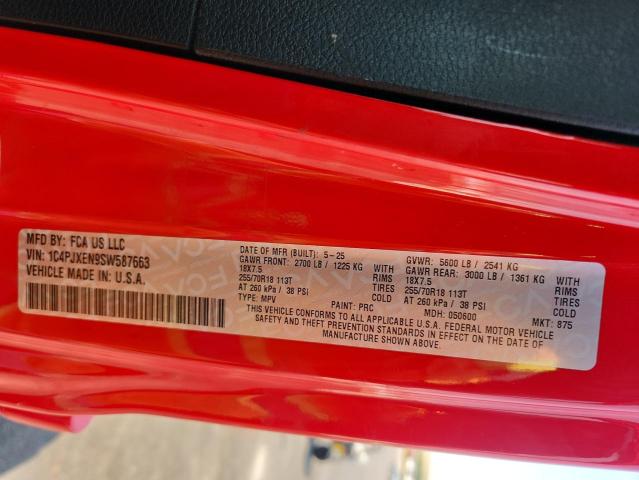 MFD BY: FCA US LLC
VIN: 1C4PJXEN9SW587663
VEHICLE MADE IN U.S.A.
DATE OF MFR (BUILT): 5-25 GVWR: 5600 LB / 2541 KG
GAWR FRONT: 2700 LB / 1225 KG WITH GAWR REAR: 3000 LB / 1361 KG WITH
18X7.5 RIMS 18X7.5 RIMS
255/70R18 113T TIRES 255/70R18 113T TIRES
AT 260 kPa / 38 PSI COLD AT 260 kPa / 38 PSI COLD
TYPE: MPV PAINT: PRC MDH: 050600 MKT: 875
THIS VEHICLE CONFORMS TO ALL APPLICABLE U.S.A. FEDERAL MOTOR VEHICLE
SAFETY AND THEFT PREVENTION STANDARDS IN EFFECT ON THE DATE OF
MANUFACTURE SHOWN ABOVE.